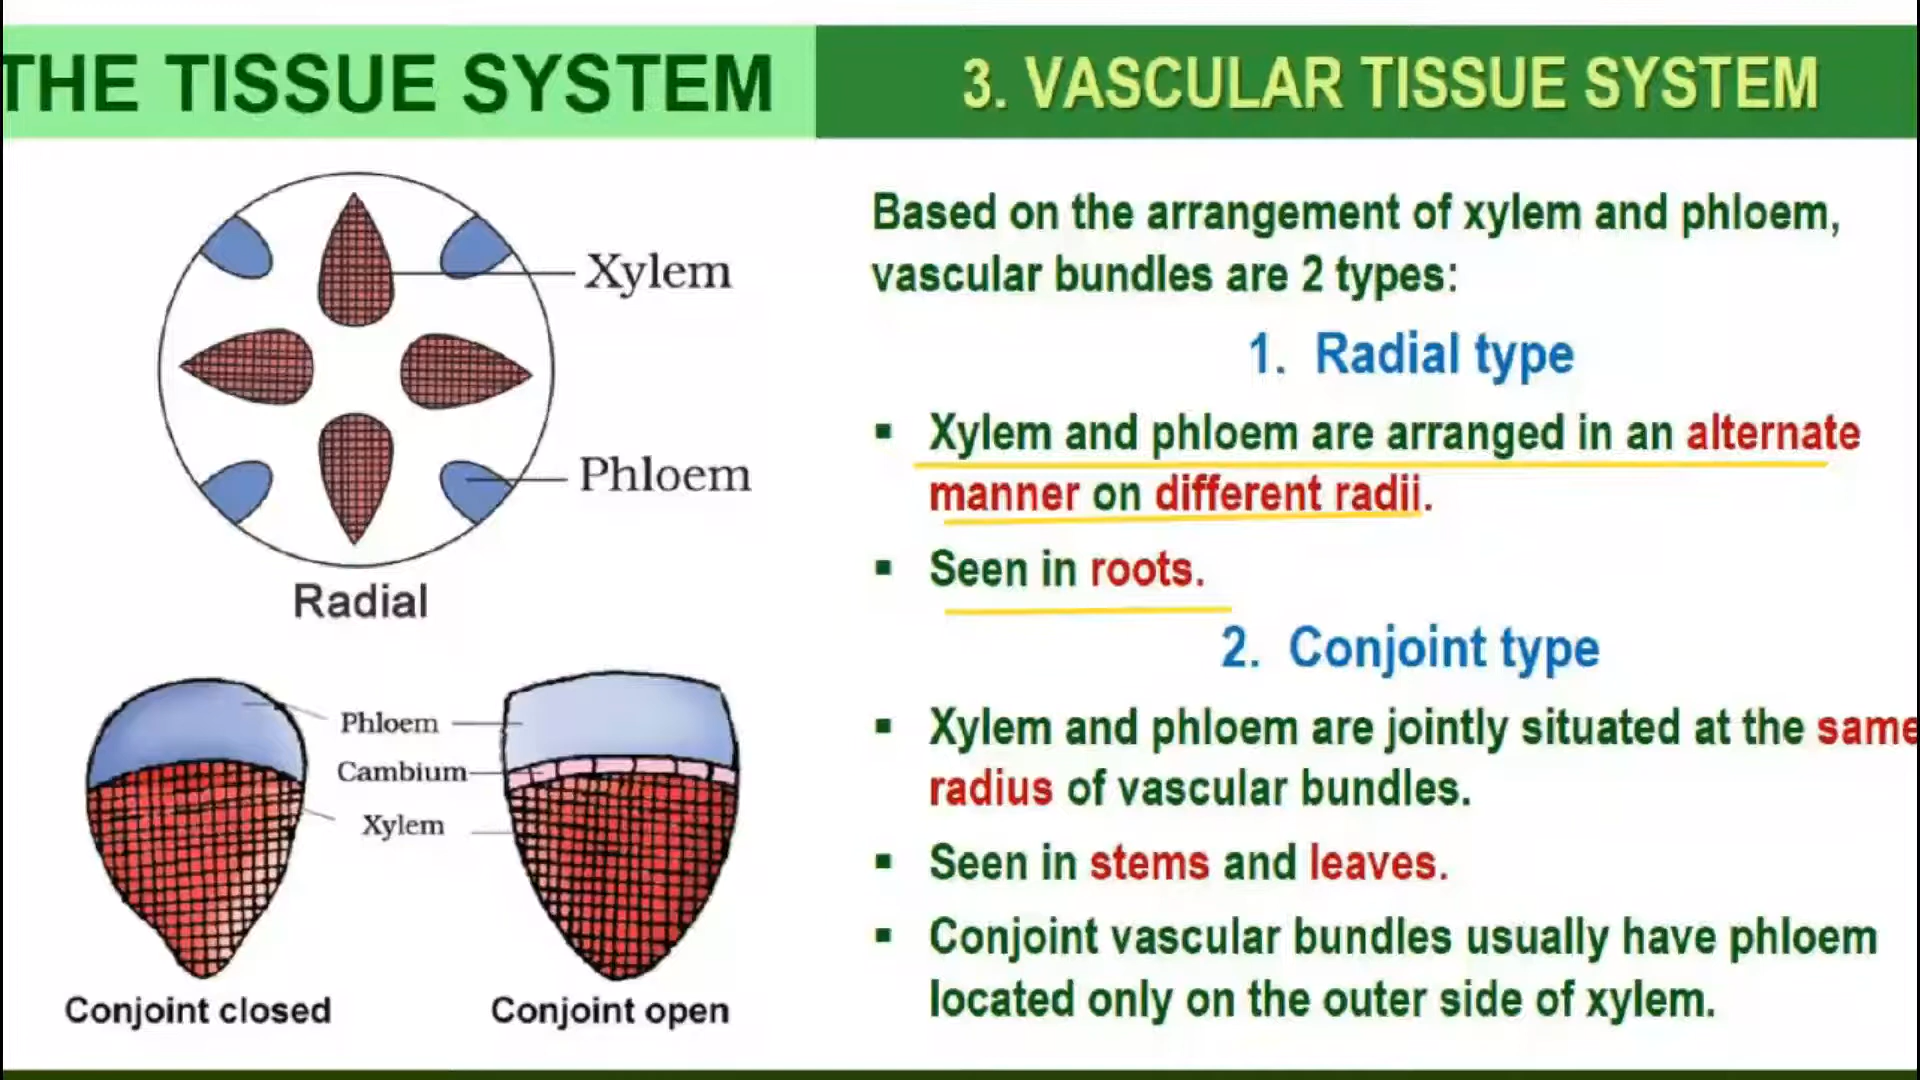 THE TISSUE SYSTEM
3. VASCULAR TISSUE SYSTEM
Xylem
Phloem
Radial
Phloem
Cambium
Xylem
Conjoint closed
Conjoint open
Based on the arrangement of xylem and phloem,
vascular bundles are 2 types:
1. Radial type
▪ Xylem and phloem are arranged in an alternate
manner on different radii.
▪ Seen in roots.
2. Conjoint type
▪ Xylem and phloem are jointly situated at the same
radius of vascular bundles.
▪ Seen in stems and leaves.
▪ Conjoint vascular bundles usually have phloem
located only on the outer side of xylem.